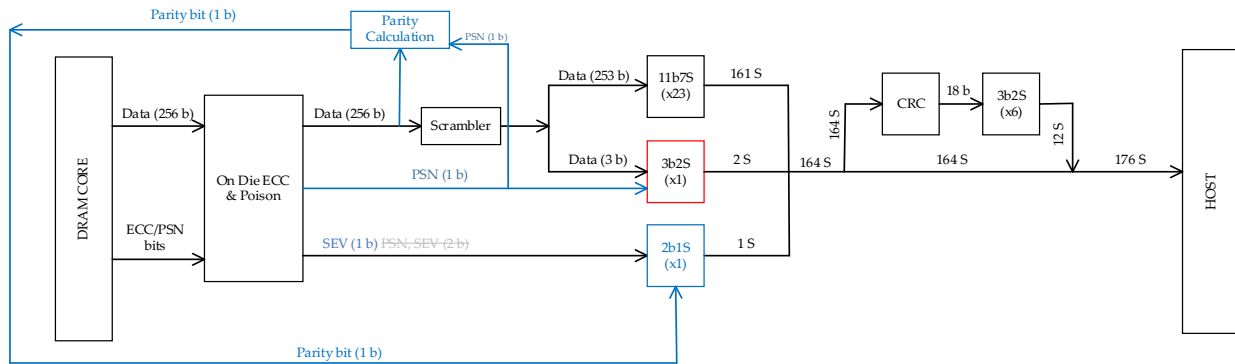 Parity bit (1 b)
Parity
Calculation
PSN (1 b)
Data (256 b)
Data (256 b)
Scrambler
Data (253 b)
11b7S
(x23)
161 S
CRC
18 b
3b2S
(x6)
164 S
12 S
DRAM CORE
On Die ECC
& Poison
Data (3 b)
3b2S
(x1)
2 S
164 S
164 S
176 S
HOST
PSN (1 b)
ECC/PSN
bits
SEV (1 b) PSN, SEV (2 b)
2b1S
(x1)
1 S
Parity bit (1 b)